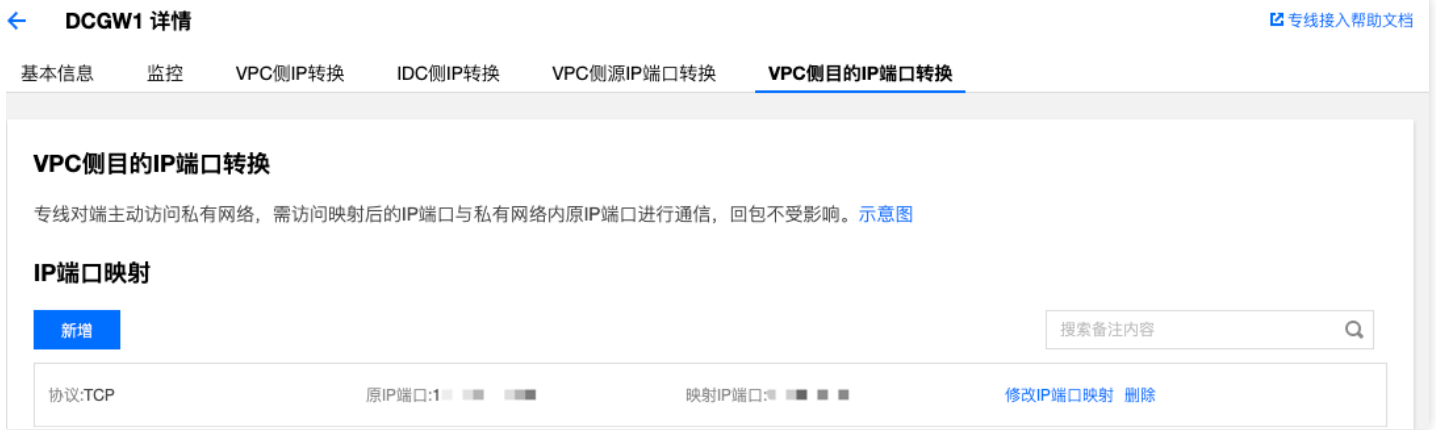 DCGW1 详情
专线接入帮助文档
基本信息 监控 VPC侧IP转换 IDC侧IP转换 VPC侧源IP端口转换 VPC侧目的IP端口转换
VPC侧目的IP端口转换
专线对端主动访问私有网络，需访问映射后的IP端口与私有网络内原IP端口进行通信，回包不受影响。示意图
IP端口映射
新增
搜索备注内容
协议:TCP 原IP端口:1 映射IP端口: 修改IP端口映射 删除